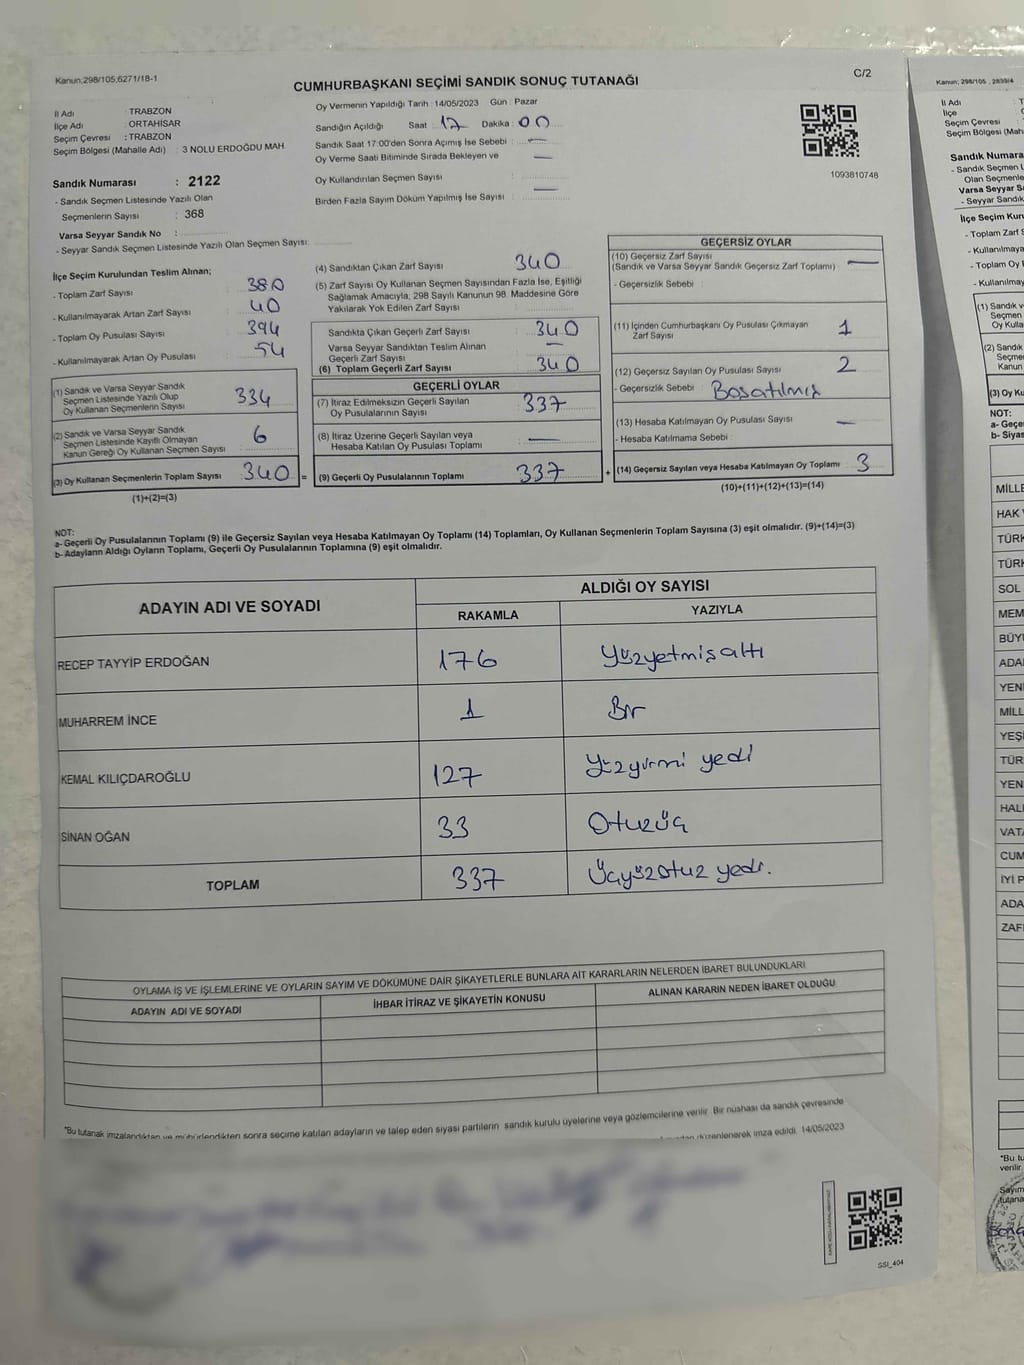 Kanun;298/105;6271/18-1
CUMHURBAŞKANI SEÇİMİ SANDIK SONUÇ TUTANAĞI
C/2
İl Adı : TRABZON
İlçe Adı : ORTAHİSAR
Seçim Çevresi : TRABZON
Seçim Bölgesi (Mahalle Adı) : 3 NOLU ERDOĞDU MAH.
Sandık Numarası : 2122
- Sandık Seçmen Listesinde Yazılı Olan
Seçmenlerin Sayısı : 368
Varsa Seyyar Sandık No :
- Seyyar Sandık Seçmen Listesinde Yazılı Olan Seçmen Sayısı:
Oy Vermenin Yapıldığı Tarih : 14/05/2023 Gün : Pazar
Sandığın Açıldığı Saat : 17 Dakika : 00
Sandık Saat 17:00'den Sonra Açımış İse Sebebi : —
Oy Verme Saati Bitiminde Sırada Bekleyen ve
Oy Kullandırılan Seçmen Sayısı : —
Birden Fazla Sayım Döküm Yapılmış İse Sayısı : —
1093810748
İlçe Seçim Kurulundan Teslim Alınan;
- Toplam Zarf Sayısı : 380
- Kullanılmayarak Artan Zarf Sayısı : 40
- Toplam Oy Pusulası Sayısı : 394
- Kullanılmayarak Artan Oy Pusulası : 54
(1) Sandık ve Varsa Seyyar Sandık
Seçmen Listesinde Yazılı Olup
Oy Kullanan Seçmenlerin Sayısı 334
(2) Sandık ve Varsa Seyyar Sandık
Seçmen Listesinde Kayıtlı Olmayan
Kanun Gereği Oy Kullanan Seçmen Sayısı 6
(3) Oy Kullanan Seçmenlerin Toplam Sayısı 340 =
(1)+(2)=(3)
(4) Sandıktan Çıkan Zarf Sayısı 340
(5) Zarf Sayısı Oy Kullanan Seçmen Sayısından Fazla İse, Eşitliği
Sağlamak Amacıyla, 298 Sayılı Kanunun 98. Maddesine Göre
Yakılarak Yok Edilen Zarf Sayısı :
Sandıkta Çıkan Geçerli Zarf Sayısı : 340
Varsa Seyyar Sandıktan Teslim Alınan
Geçerli Zarf Sayısı : —
(6) Toplam Geçerli Zarf Sayısı : 340
GEÇERLİ OYLAR
(7) İtiraz Edilmeksizin Geçerli Sayılan
Oy Pusulalarının Sayısı : 337
(8) İtiraz Üzerine Geçerli Sayılan veya
Hesaba Katılan Oy Pusulası Toplamı : —
(9) Geçerli Oy Pusulalarının Toplamı 337 +
GEÇERSİZ OYLAR
(10) Geçersiz Zarf Sayısı
(Sandık ve Varsa Seyyar Sandık Geçersiz Zarf Toplamı) —
- Geçersizlik Sebebi :
(11) İçinden Cumhurbaşkanı Oy Pusulası Çıkmayan
Zarf Sayısı 1
(12) Geçersiz Sayılan Oy Pusulası Sayısı 2
- Geçersizlik Sebebi : Boşatılmış
(13) Hesaba Katılmayan Oy Pusulası Sayısı : —
- Hesaba Katılmama Sebebi :
(14) Geçersiz Sayılan veya Hesaba Katılmayan Oy Toplamı 3
(10)+(11)+(12)+(13)=(14)
NOT:
a- Geçerli Oy Pusulalarının Toplamı (9) ile Geçersiz Sayılan veya Hesaba Katılmayan Oy Toplamı (14) Toplamları, Oy Kullanan Seçmenlerin Toplam Sayısına (3) eşit olmalıdır. (9)+(14)=(3)
b- Adayların Aldığı Oyların Toplamı, Geçerli Oy Pusulalarının Toplamına (9) eşit olmalıdır.
ADAYIN ADI VE SOYADI ALDIĞI OY SAYISI
RAKAMLA YAZIYLA
RECEP TAYYİP ERDOĞAN 176 Yüzyetmişaltı
MUHARREM İNCE 1 Bir
KEMAL KILIÇDAROĞLU 127 Yüzyirmi yedi
SİNAN OĞAN 33 Otuzüç
TOPLAM 337 Üçyüzotuz yedi.
OYLAMA İŞ VE İŞLEMLERİNE VE OYLARIN SAYIM VE DÖKÜMÜNE DAİR ŞİKAYETLERLE BUNLARA AİT KARARLARIN NELERDEN İBARET BULUNDUKLARI
ADAYIN ADI VE SOYADI İHBAR İTİRAZ VE ŞİKAYETİN KONUSU ALINAN KARARIN NEDEN İBARET OLDUĞU
*Bu tutanak imzalandıktan ve mühürlendikten sonra seçime katılan adayların ve talep eden siyasi partilerin sandık kurulu üyelerine veya gözlemcilerine verilir. Bir nüshası da sandık çevresinde
düzenlenerek imza edildi. 14/05/2023
SSI_404
Kanun; 298/105 , 2839/4
İl Adı : T
İlçe
Seçim Çevresi
Seçim Bölgesi (Mah
Sandık Numara
- Sandık Seçmen L
Olan Seçmenle
Varsa Seyyar S
- Seyyar Sandık
İlçe Seçim Kuru
- Toplam Zarf S
- Kullanılmaya
- Toplam Oy P
- Kullanılmay
(1) Sandık v
Seçmen
Oy Kulla
(2) Sandık
Seçme
Kanun
(3) Oy Ku
NOT:
a- Geçe
b- Siyas
MİLLE
HAK
TÜRK
TÜRK
SOL
MEM
BÜYÜ
ADA
YENİ
MİLL
YEŞİ
TÜR
YEN
HAL
VATA
CUM
İYİ P
ADA
ZAFE
*Bu tu
verilir
Sayım
tutana